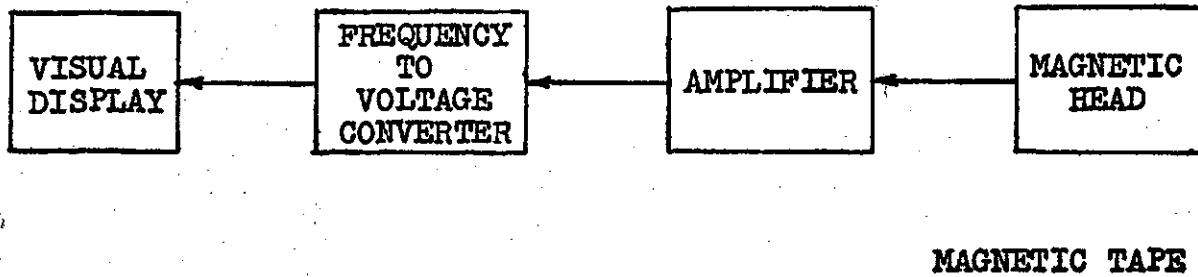 VISUAL
DISPLAY
FREQUENCY
TO
VOLTAGE
CONVERTER
AMPLIFIER
MAGNETIC
HEAD
MAGNETIC TAPE